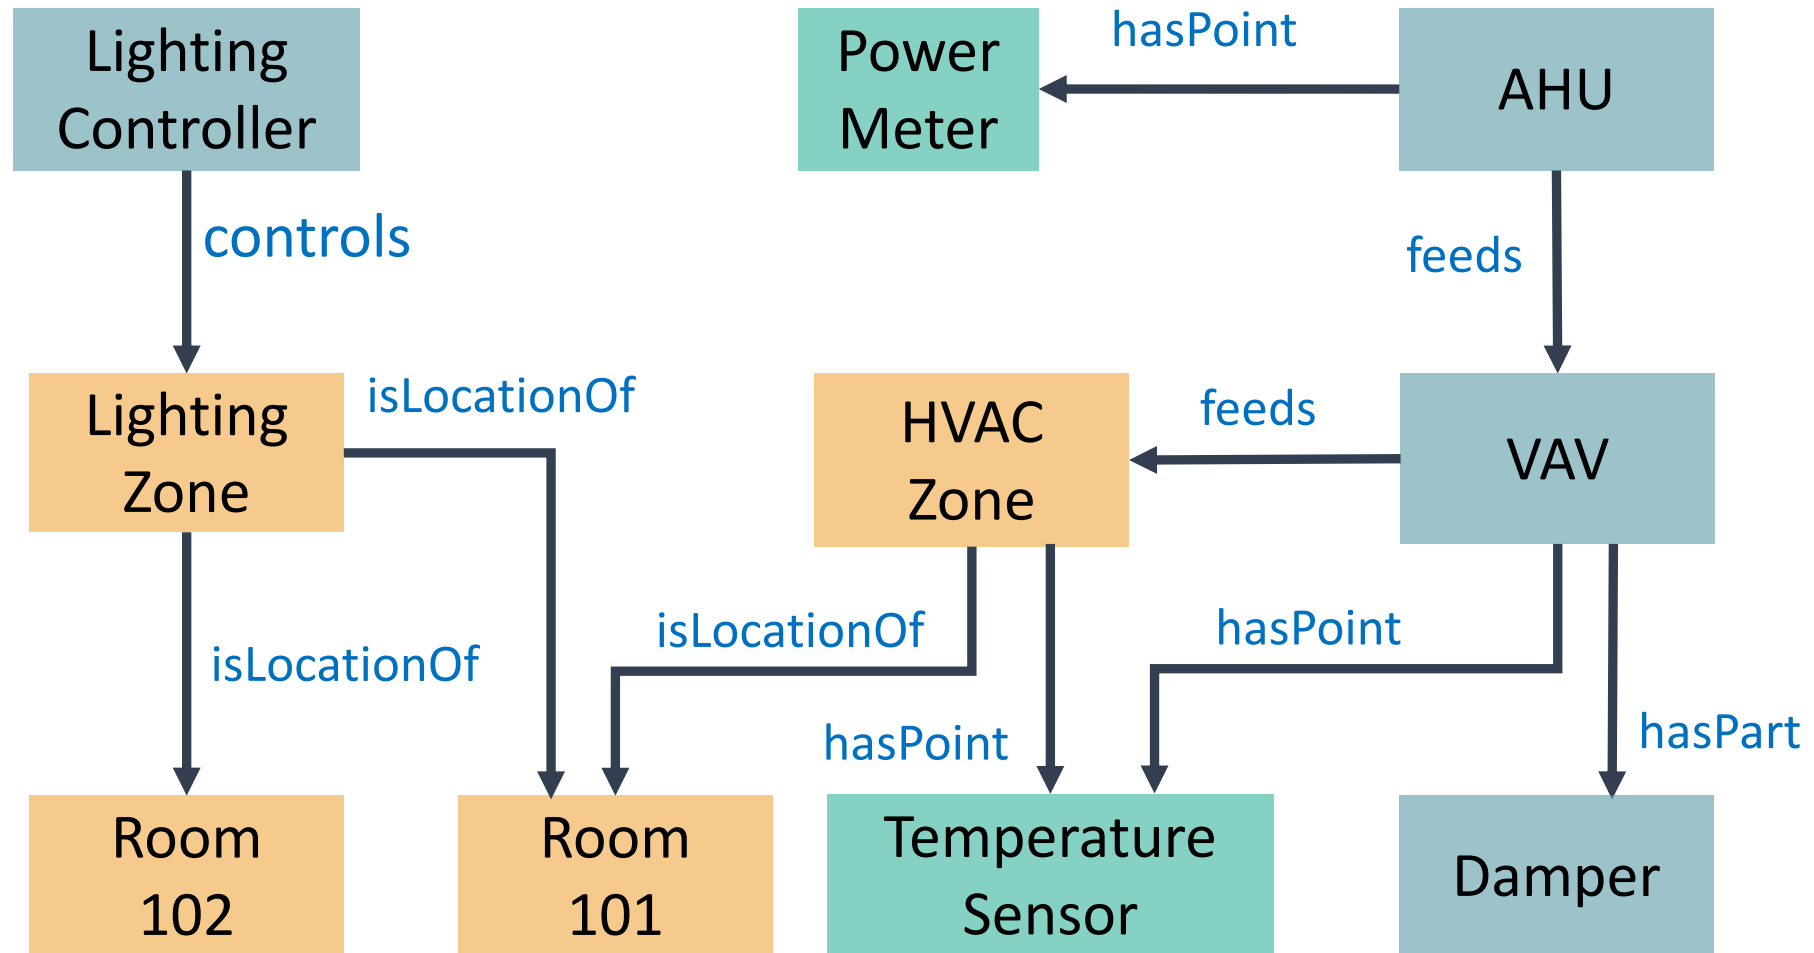 Lighting
Controller
Power
Meter
hasPoint
AHU
controls
feeds
Lighting
Zone
isLocationOf
HVAC
Zone
feeds
VAV
isLocationOf
isLocationOf
hasPoint
hasPoint
hasPart
Room
102
Room
101
Temperature
Sensor
Damper